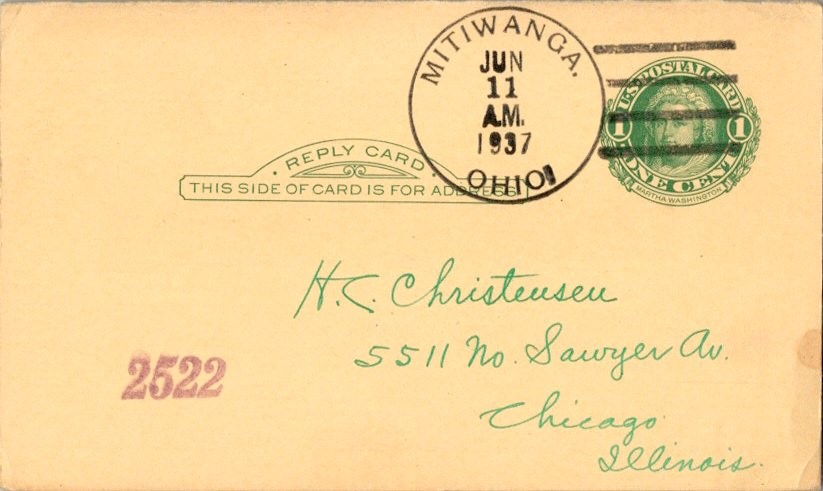 MITIWANGA.
JUN
11
A.M.
1937
OHIO
U.S. POSTAL CARD
1 1
ONE CENT
MARTHA WASHINGTON
· REPLY CARD ·
THIS SIDE OF CARD IS FOR ADDRESS
H. C. Christensen
5511 No. Sawyer Av.
2522
Chicago
Illinois.